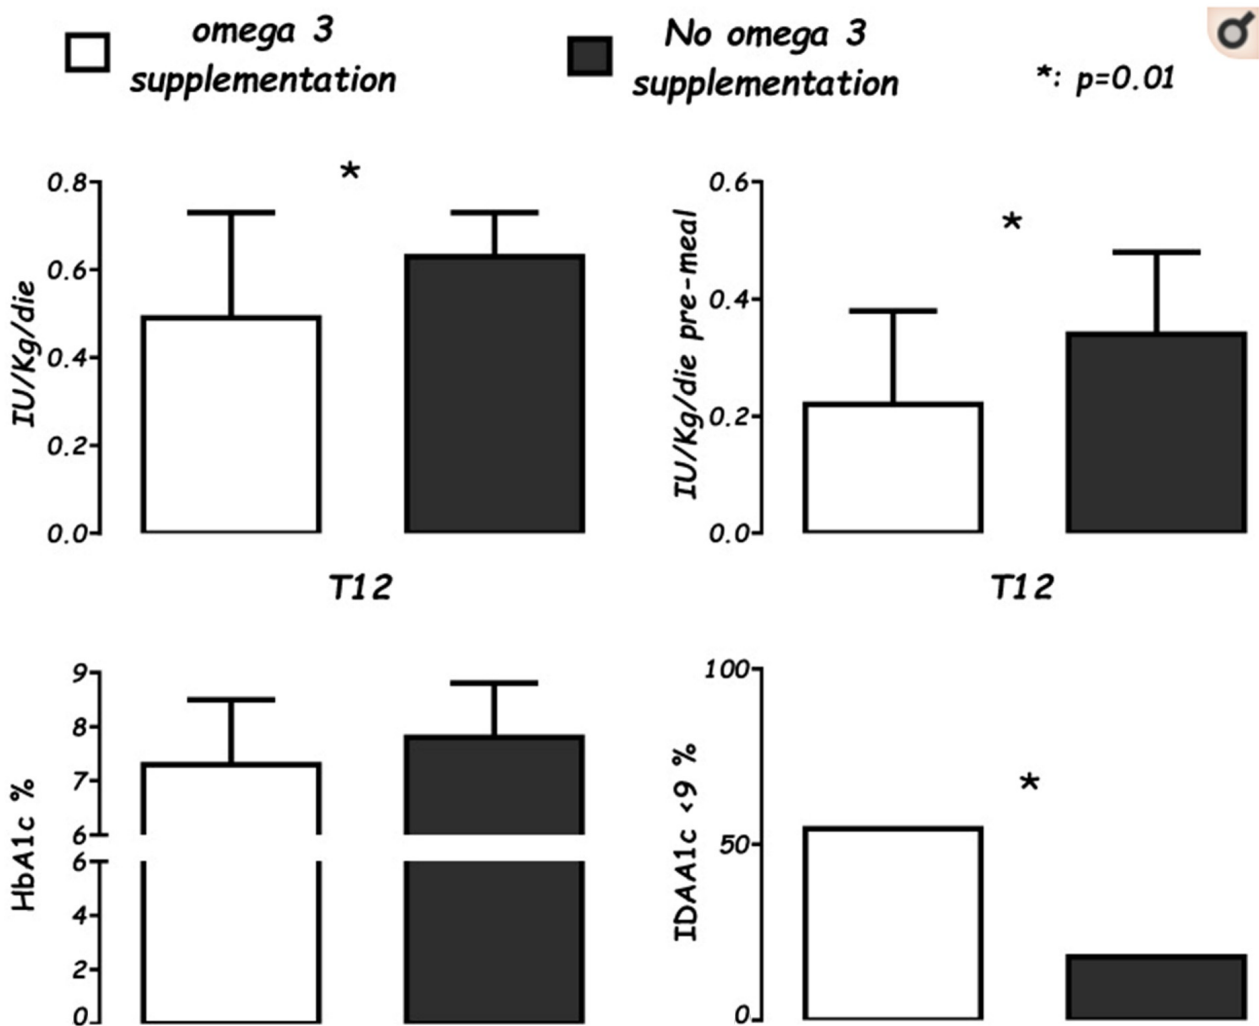 omega 3
supplementation
No omega 3
supplementation
*: p=0.01
*
0.8
0.6
0.4
0.2
0.0
IU/Kg/die
T12
*
0.6
0.4
0.2
0.0
IU/Kg/die pre-meal
T12
9
8
7
6
6
4
2
0
HbA1c %
*
100
50
0
IDAA1c <9 %